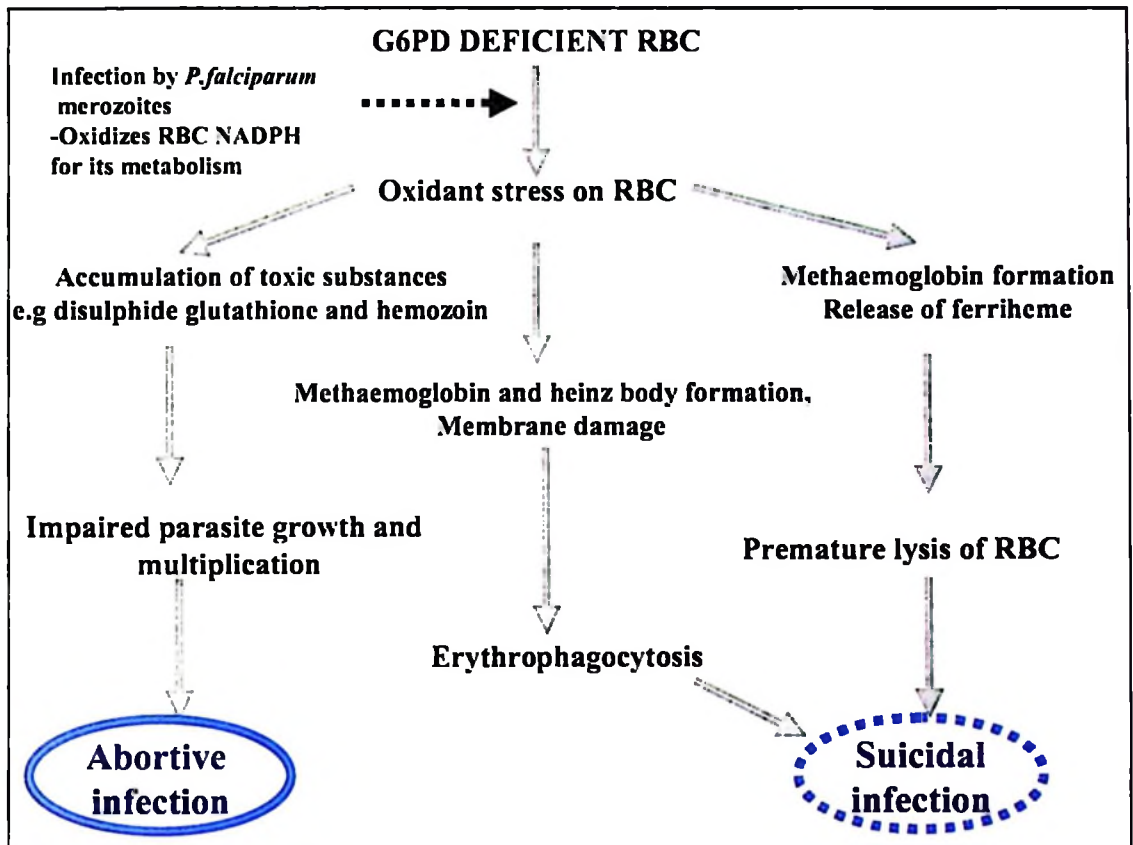 G6PD DEFICIENT RBC
Infection by P.falciparum
merozoites
-Oxidizes RBC NADPH
for its metabolism
Oxidant stress on RBC
Accumulation of toxic substances
e.g disulphide glutathione and hemozoin
Methaemoglobin formation
Release of ferriheme
Methaemoglobin and heinz body formation,
Membrane damage
Impaired parasite growth and
multiplication
Premature lysis of RBC
Erythrophagocytosis
Abortive
infection
Suicidal
infection